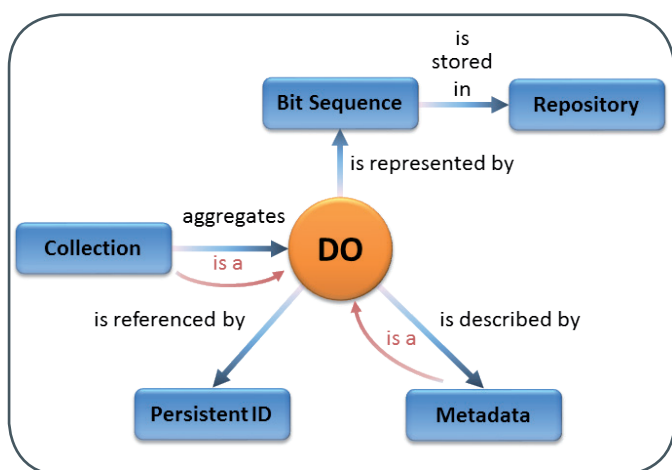 is
stored
in
Bit Sequence
Repository
is represented by
aggregates
Collection
DO
is a
is referenced by
is described by
is a
Persistent ID
Metadata